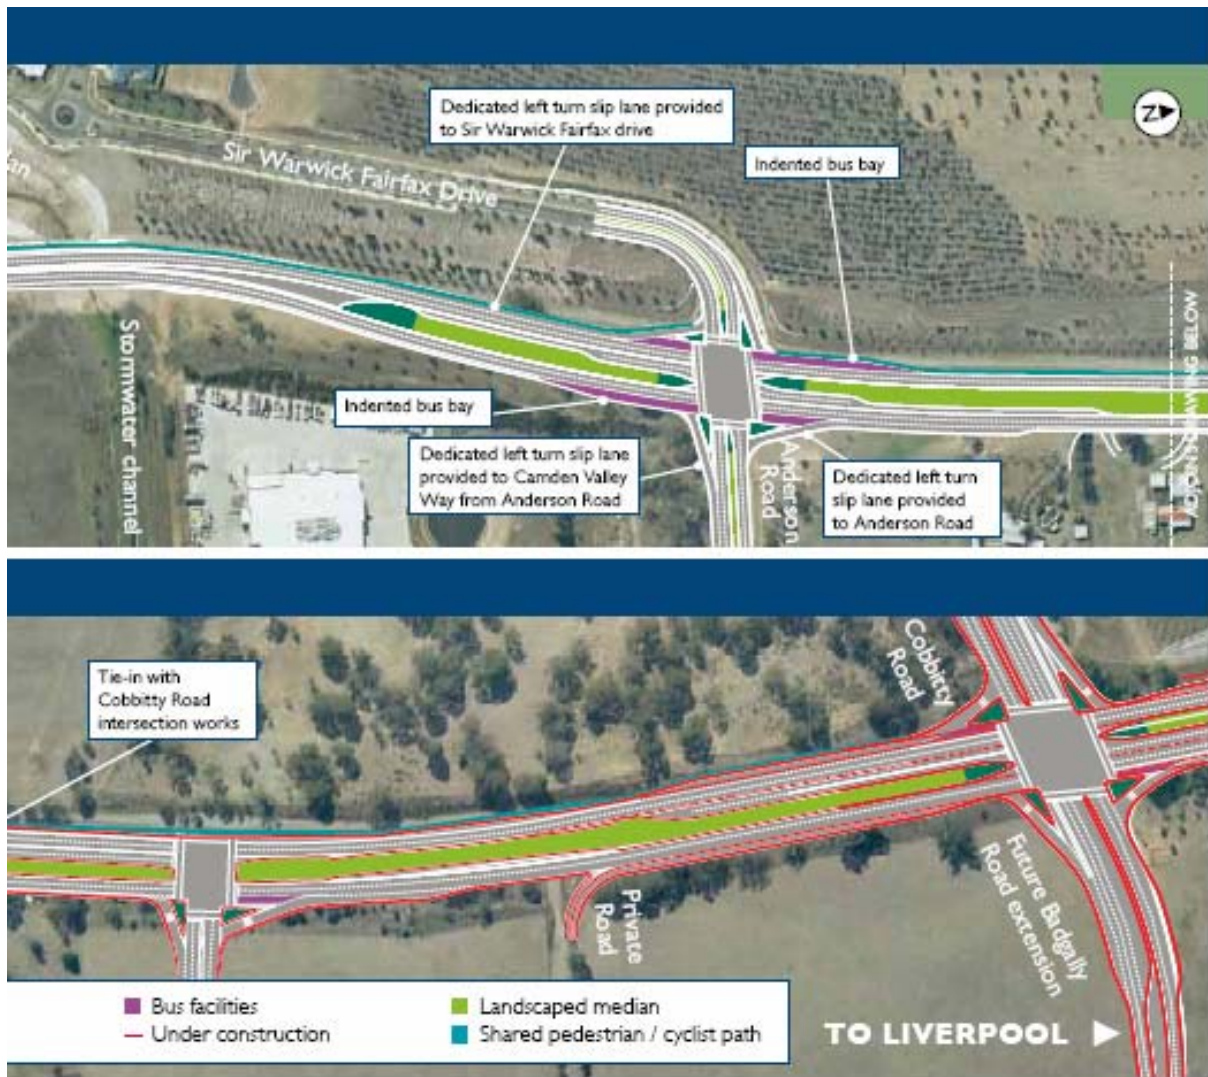 Dedicated left turn slip lane provided
to Sir Warwick Fairfax drive
Z
Indented bus bay
Sir Warwick Fairfax Drive
Stormwater channel
Indented bus bay
Dedicated left turn slip lane
provided to Camden Valley
Way from Anderson Road
Anderson
Road
Dedicated left turn
slip lane provided
to Anderson Road
Tie-in with
Cobbitty Road
intersection works
Cobbitty
Road
Private
Road
Future Badgally
Road extension
Bus facilities
Landscaped median
Under construction
Shared pedestrian / cyclist path
TO LIVERPOOL